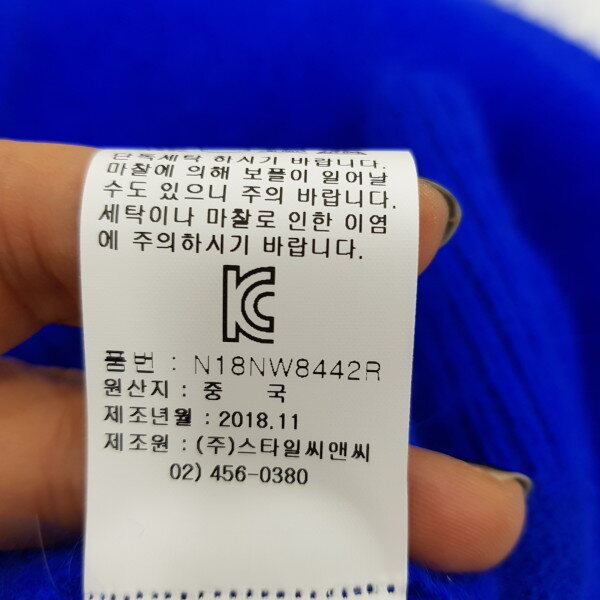 단독세탁 하시기 바랍니다.
마찰에 의해 보풀이 일어날
수도 있으니 주의 바랍니다.
세탁이나 마찰로 인한 이염
에 주의하시기 바랍니다.
KC
품번 : N18NW8442R
원산지 : 중 국
제조년월 : 2018.11
제조원 : (주)스타일씨앤씨
02) 456-0380